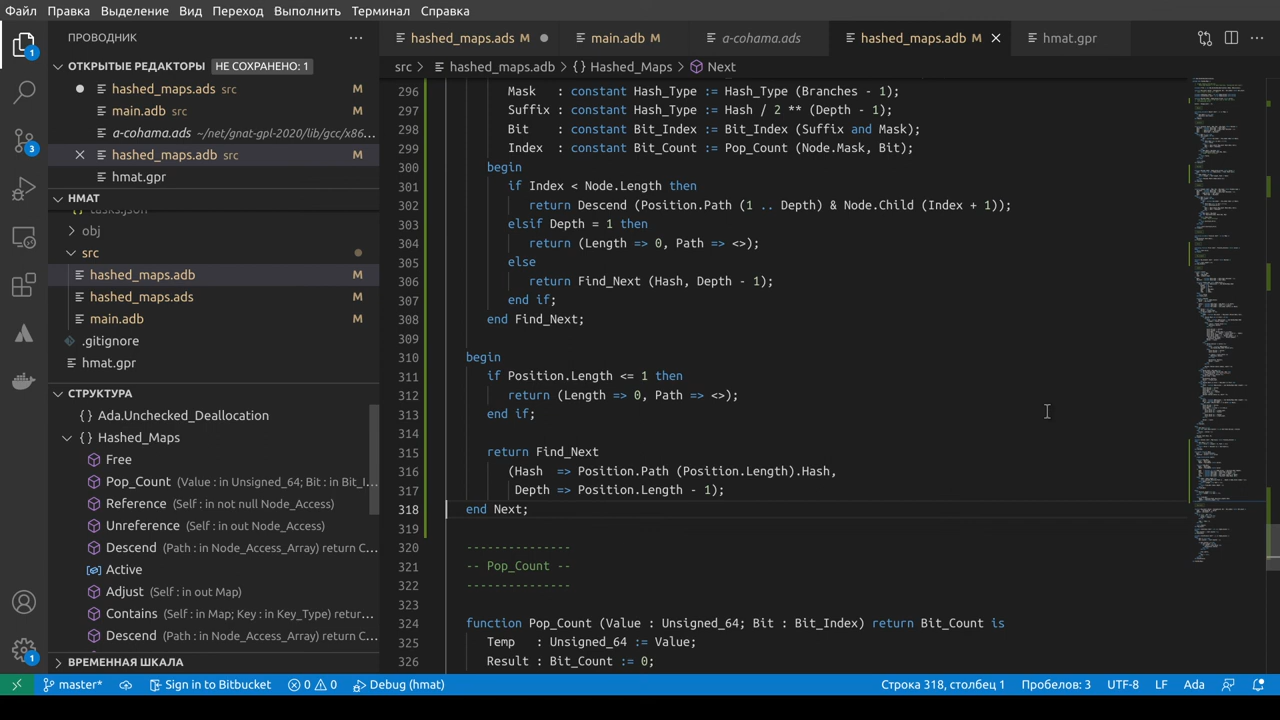 Файл Правка Выделение Вид Переход Выполнить Терминал Справка
ПРОВОДНИК
ОТКРЫТЫЕ РЕДАКТОРЫ НЕ СОХРАНЕНО: 1
hashed_maps.ads src M
main.adb src M
a-cohama.ads ~/net/gnat-gpl-2020/lib/gcc/x86...
hashed_maps.adb src M
hmat.gpr
HMAT
tasks.json
obj
src
hashed_maps.adb M
hashed_maps.ads M
main.adb M
.gitignore
hmat.gpr
СТРУКТУРА
{} Ada.Unchecked_Deallocation
{} Hashed_Maps
Free
Pop_Count (Value : in Unsigned_64; Bit : in Bit_I...
Reference (Self : in not null Node_Access)
Unreference (Self : in out Node_Access)
Descend (Path : in Node_Access_Array) return C...
Active
Adjust (Self : in out Map)
Contains (Self : in Map; Key : in Key_Type) retur...
Descend (Path : in Node_Access_Array) return C...
ВРЕМЕННАЯ ШКАЛА
1
3
1
hashed_maps.ads M
main.adb M
a-cohama.ads
hashed_maps.adb M
hmat.gpr
src > hashed_maps.adb > {} Hashed_Maps > Next
296 Mask : constant Hash_Type := Hash_Type (Branches - 1);
297 Suffix : constant Hash_Type := Hash / 2 ** (Depth - 1);
298 Bit : constant Bit_Index := Bit_Index (Suffix and Mask);
299 Index : constant Bit_Count := Pop_Count (Node.Mask, Bit);
300 begin
301 if Index < Node.Length then
302 return Descend (Position.Path (1 .. Depth) & Node.Child (Index + 1));
303 elsif Depth = 1 then
304 return (Length => 0, Path => <>);
305 else
306 return Find_Next (Hash, Depth - 1);
307 end if;
308 end Find_Next;
309
310 begin
311 if Position.Length <= 1 then
312 return (Length => 0, Path => <>);
313 end if;
314
315 return Find_Next
316 (Hash => Position.Path (Position.Length).Hash,
317 Depth => Position.Length - 1);
318 end Next;
319
320 ---------------
321 -- Pop_Count --
322 ---------------
323
324 function Pop_Count (Value : Unsigned_64; Bit : Bit_Index) return Bit_Count is
325 Temp : Unsigned_64 := Value;
326 Result : Bit_Count := 0;
master* Sign in to Bitbucket 0 0 Debug (hmat) Строка 318, столбец 1 Пробелов: 3 UTF-8 LF Ada